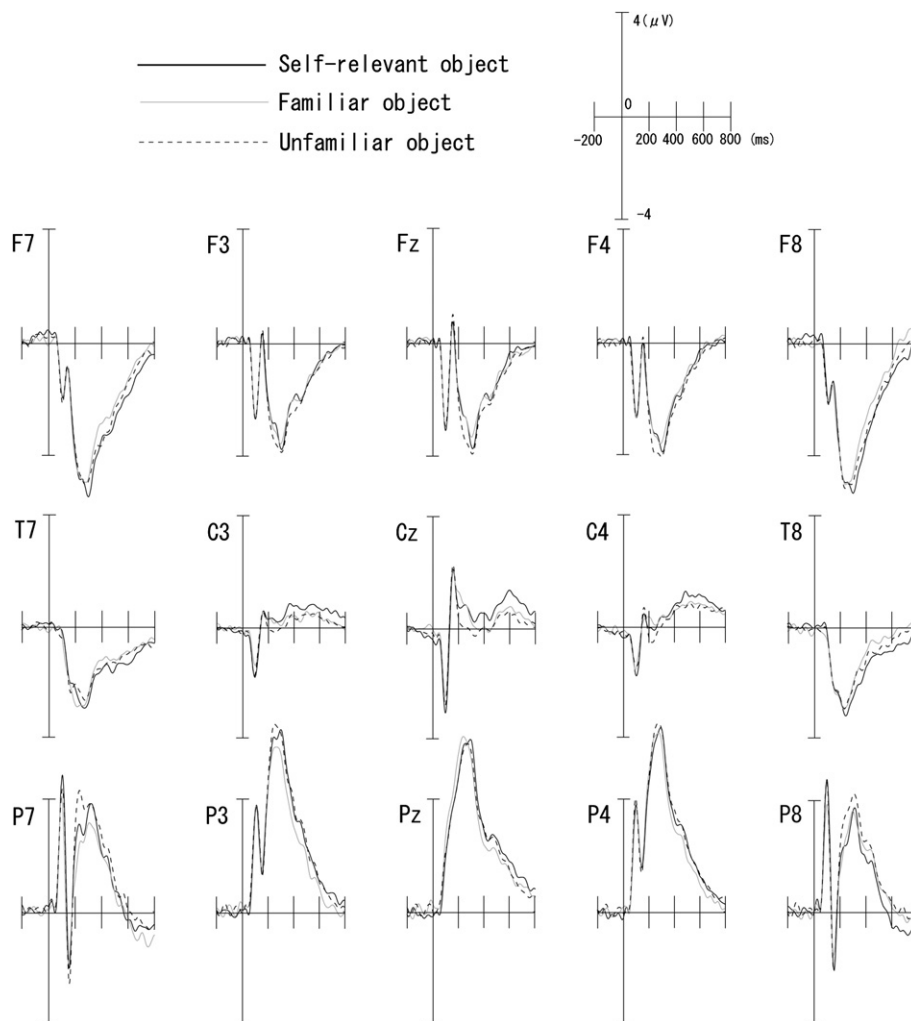 4(μV)
Self-relevant object
Familiar object
0
Unfamiliar object
-200 200 400 600 800 (ms)
-4
F7 F3 Fz F4 F8
T7 C3 Cz C4 T8
P7 P3 Pz P4 P8